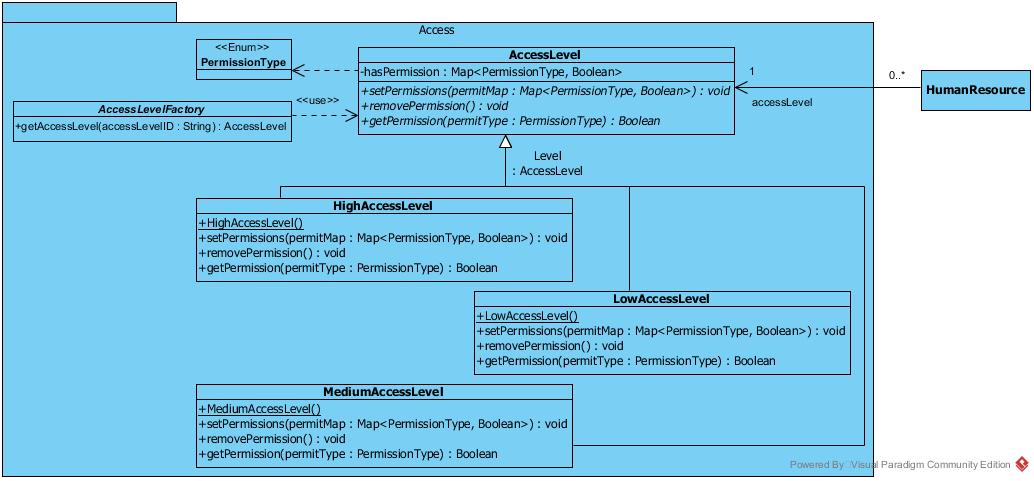 Access
<<Enum>>
PermissionType
AccessLevel
-hasPermission : Map<PermissionType, Boolean>
+setPermissions(permitMap : Map<PermissionType, Boolean>) : void
+removePermission() : void
+getPermission(permitType : PermissionType) : Boolean
1
accessLevel
0..*
HumanResource
<<use>>
AccessLevelFactory
+getAccessLevel(accessLevelID : String) : AccessLevel
Level
: AccessLevel
HighAccessLevel
+HighAccessLevel()
+setPermissions(permitMap : Map<PermissionType, Boolean>) : void
+removePermission() : void
+getPermission(permitType : PermissionType) : Boolean
LowAccessLevel
+LowAccessLevel()
+setPermissions(permitMap : Map<PermissionType, Boolean>) : void
+removePermission() : void
+getPermission(permitType : PermissionType) : Boolean
MediumAccessLevel
+MediumAccessLevel()
+setPermissions(permitMap : Map<PermissionType, Boolean>) : void
+removePermission() : void
+getPermission(permitType : PermissionType) : Boolean
Powered By Visual Paradigm Community Edition